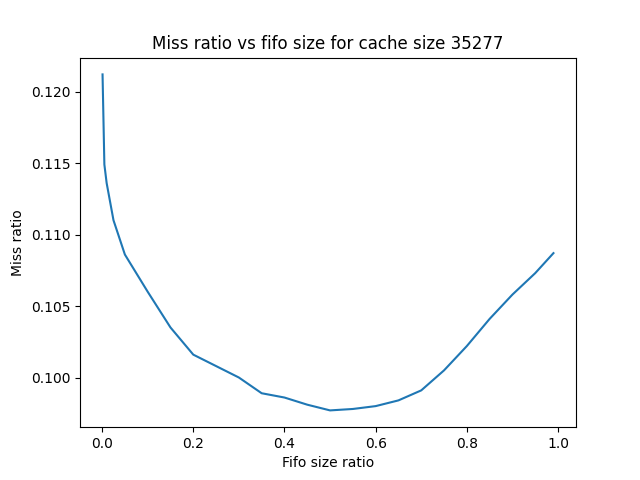 Miss ratio vs fifo size for cache size 35277
0.120
0.115
0.110
0.105
0.100
Miss ratio
0.0 0.2 0.4 0.6 0.8 1.0
Fifo size ratio